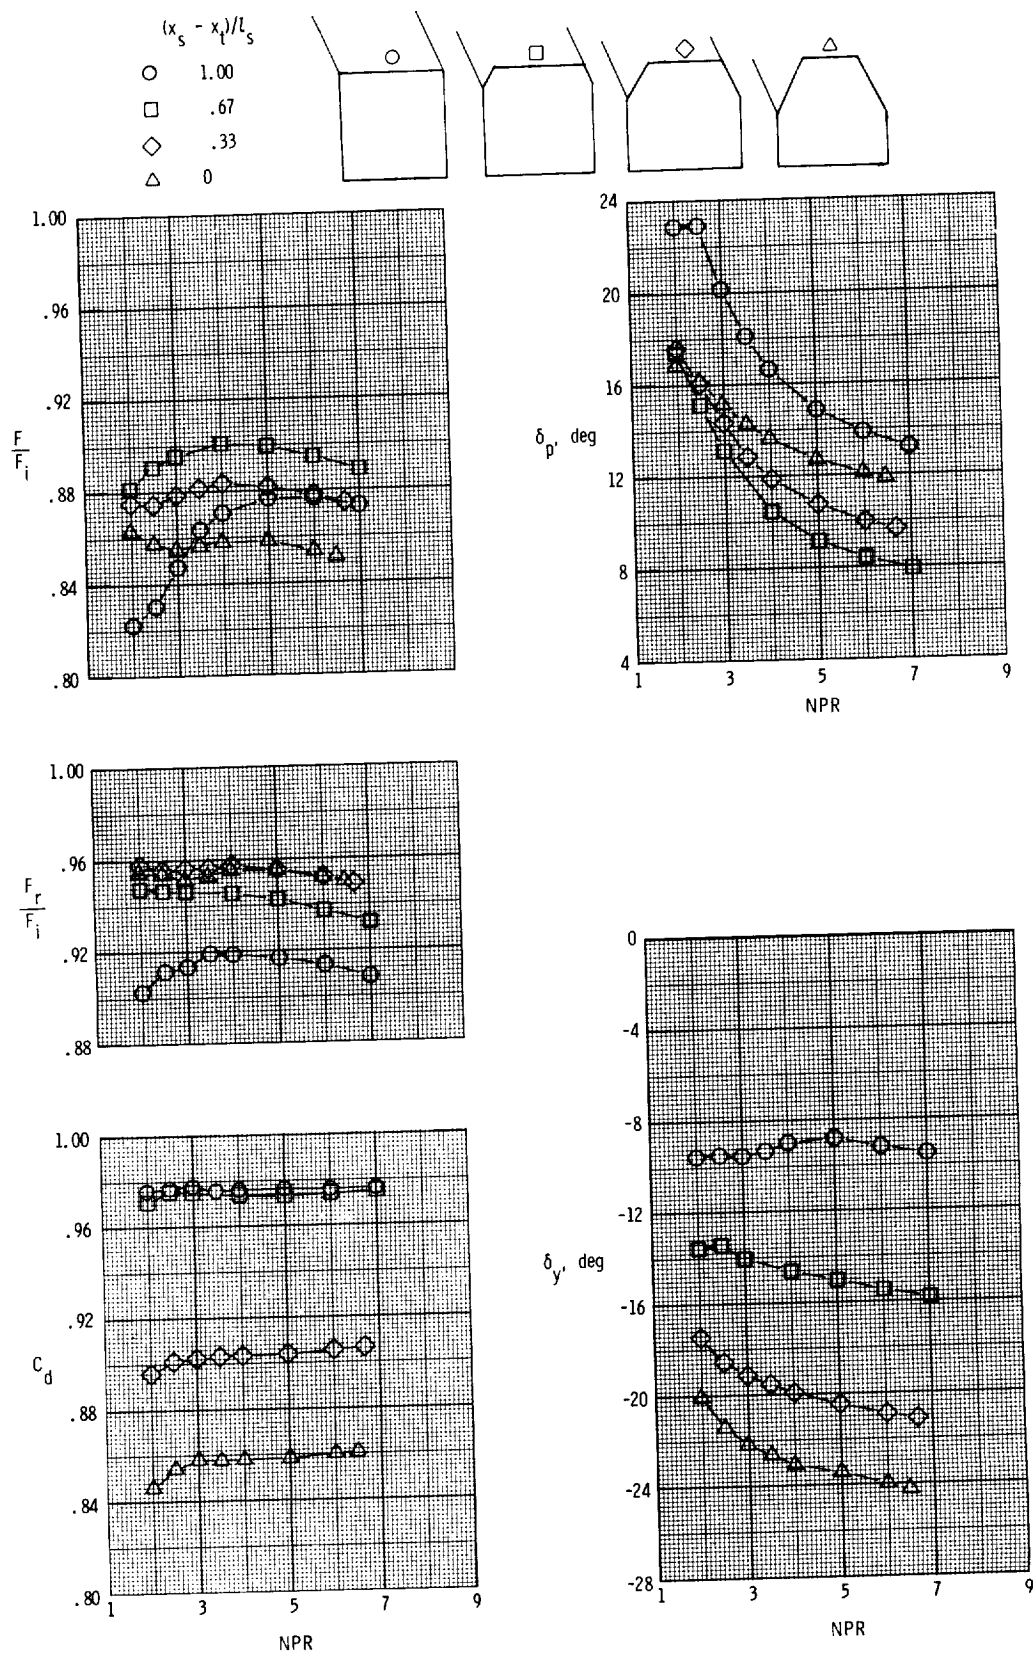 (x_s - x_t)/l_s
1.00
.67
.33
0
1.00
.96
.92
F/F_i
.88
.84
.80
24
20
16
δ_p, deg
12
8
4
1 3 5 7 9
NPR
1.00
.96
F_r/F_i
.92
.88
1.00
.96
.92
C_d
.88
.84
.80
1 3 5 7 9
NPR
0
-4
-8
-12
δ_y, deg
-16
-20
-24
-28
1 3 5 7 9
NPR